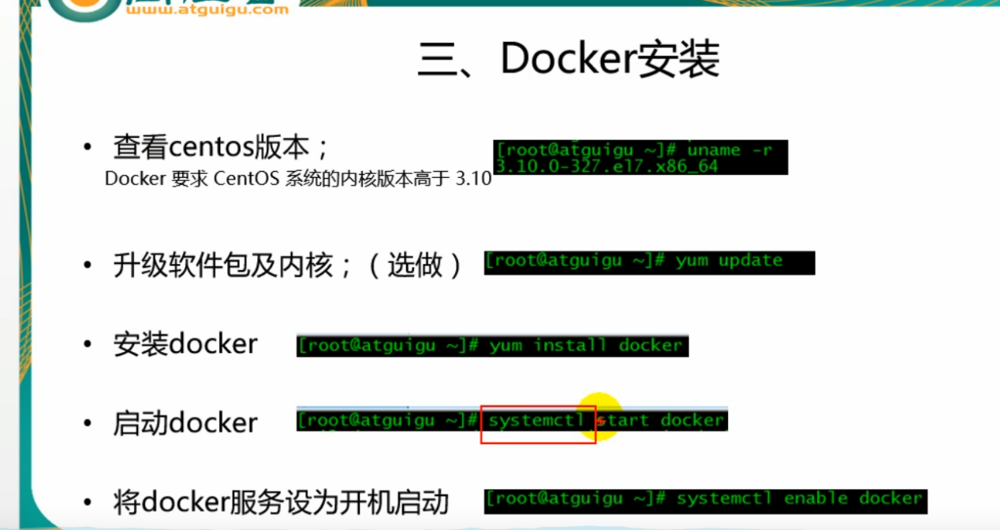 www.atguigu.com
三、Docker安装
• 查看centos版本；
[root@atguigu ~]# uname -r
3.10.0-327.el7.x86_64
Docker 要求 CentOS 系统的内核版本高于 3.10
• 升级软件包及内核；（选做） [root@atguigu ~]# yum update
• 安装docker [root@atguigu ~]# yum install docker
• 启动docker [root@atguigu ~]# systemctl start docker
• 将docker服务设为开机启动 [root@atguigu ~]# systemctl enable docker